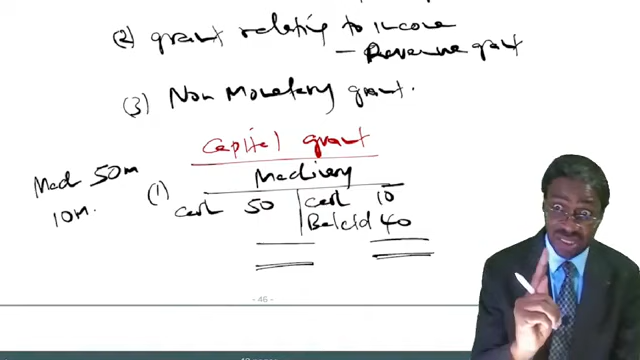 (2) grant relating to income
– Revenue grant
(3) Non Monetary grant.
Capital grant
Mach 50m
10m.
(1)
Machinery
Cash 50 Cash 10
Bal c/d 40
- 46 -